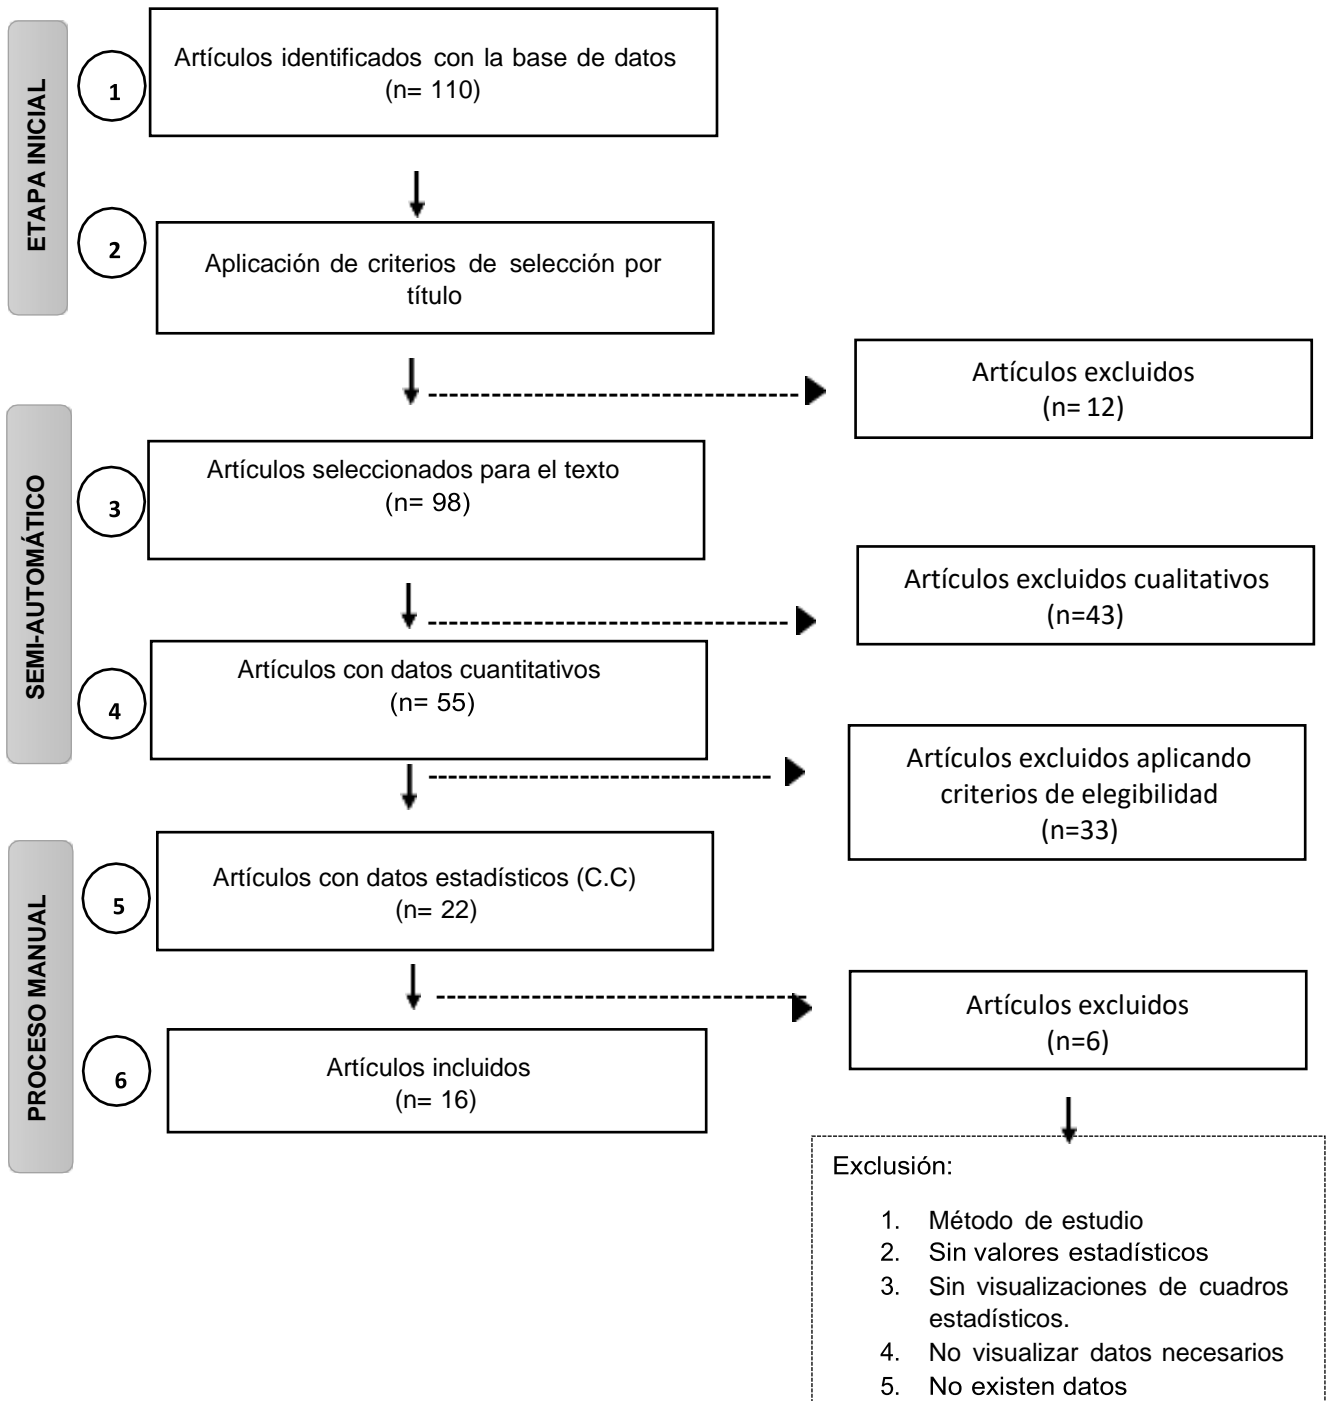 ETAPA INICIAL
1
Artículos identificados con la base de datos
(n= 110)
2
Aplicación de criterios de selección por
título
Artículos excluidos
(n= 12)
SEMI-AUTOMÁTICO
3
Artículos seleccionados para el texto
(n= 98)
Artículos excluidos cualitativos
(n=43)
4
Artículos con datos cuantitativos
(n= 55)
Artículos excluidos aplicando
criterios de elegibilidad
(n=33)
PROCESO MANUAL
5
Artículos con datos estadísticos (C.C)
(n= 22)
Artículos excluidos
(n=6)
6
Artículos incluidos
(n= 16)
Exclusión:
1. Método de estudio
2. Sin valores estadísticos
3. Sin visualizaciones de cuadros
estadísticos.
4. No visualizar datos necesarios
5. No existen datos